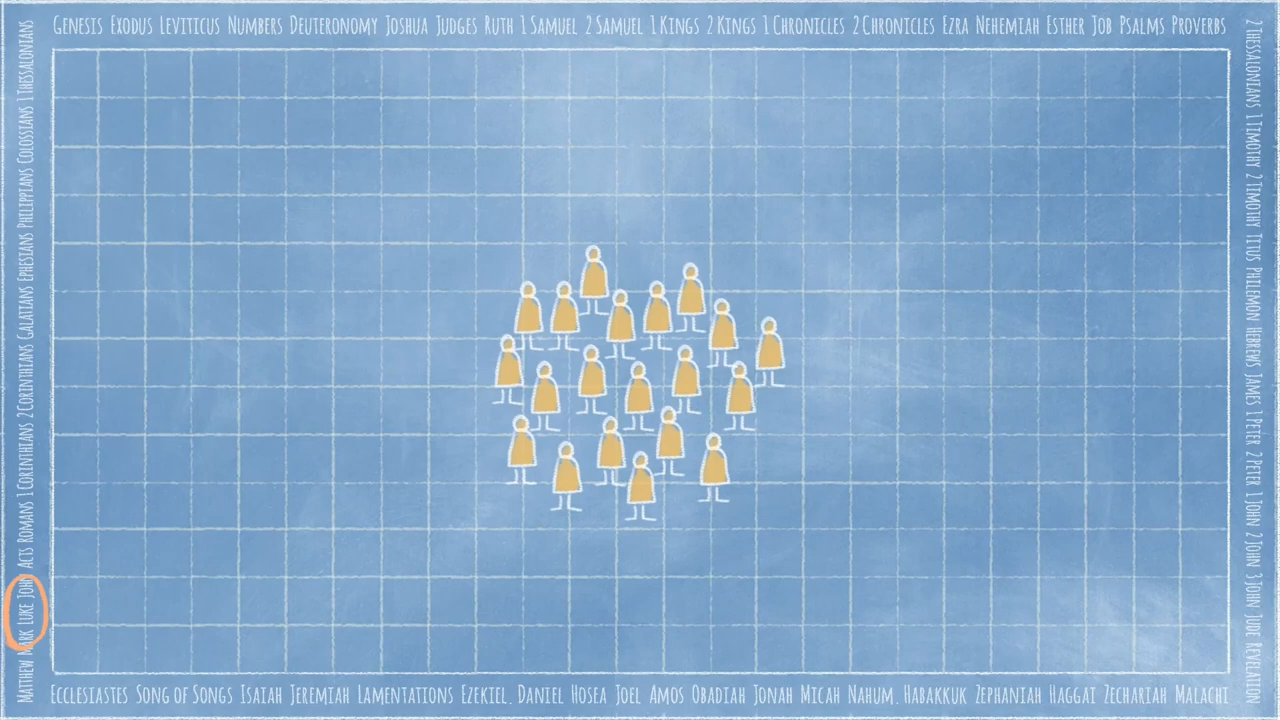 Genesis Exodus Leviticus Numbers Deuteronomy Joshua Judges Ruth 1 Samuel 2 Samuel 1 Kings 2 Kings 1 Chronicles 2 Chronicles Ezra Nehemiah Esther Job Psalms Proverbs
Ecclesiastes Song of Songs Isaiah Jeremiah Lamentations Ezekiel Daniel Hosea Joel Amos Obadiah Jonah Micah Nahum Habakkuk Zephaniah Haggai Zechariah Malachi
Matthew Mark Luke John Acts Romans 1 Corinthians 2 Corinthians Galatians Ephesians Philippians Colossians 1 Thessalonians
2 Thessalonians 1 Timothy 2 Timothy Titus Philemon Hebrews James 1 Peter 2 Peter 1 John 2 John 3 John Jude Revelation